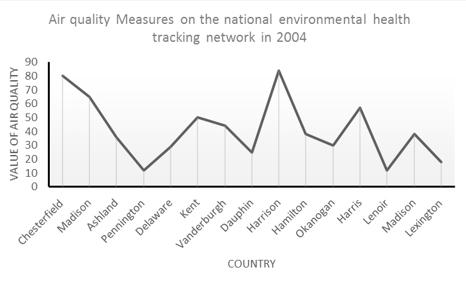 Air quality Measures on the national environmental health
tracking network in 2004
VALUE OF AIR QUALITY
90
80
70
60
50
40
30
20
10
0
Chesterfield
Madison
Ashland
Pennington
Delaware
Kent
Vanderburgh
Dauphin
Harrison
Hamilton
Okanogan
Harris
Lenoir
Madison
Lexington
COUNTRY